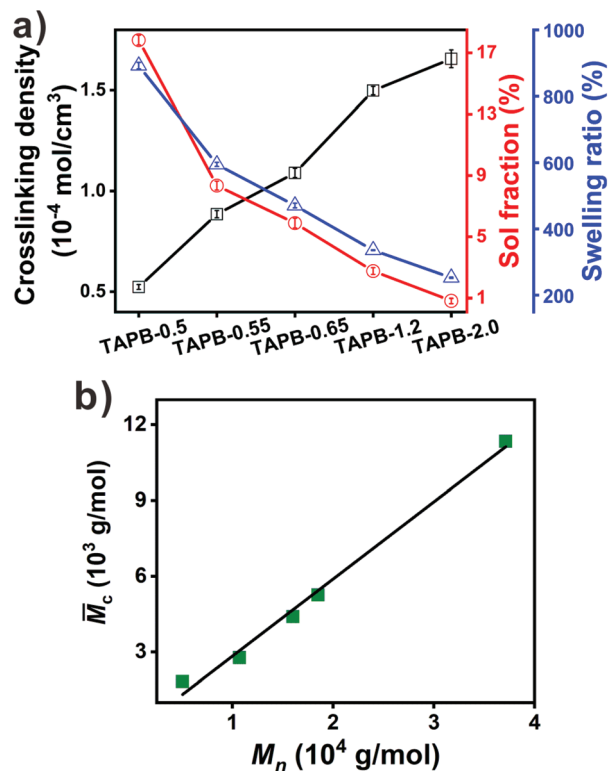 a)
Crosslinking density
(10⁻⁴ mol/cm³)
1.5
1.0
0.5
17
13
9
5
1
Sol fraction (%)
1000
800
600
400
200
Swelling ratio (%)
TAPB-0.5
TAPB-0.55
TAPB-0.65
TAPB-1.2
TAPB-2.0
b)
M̅c (10³ g/mol)
12
9
6
3
1
2
3
4
Mn (10⁴ g/mol)